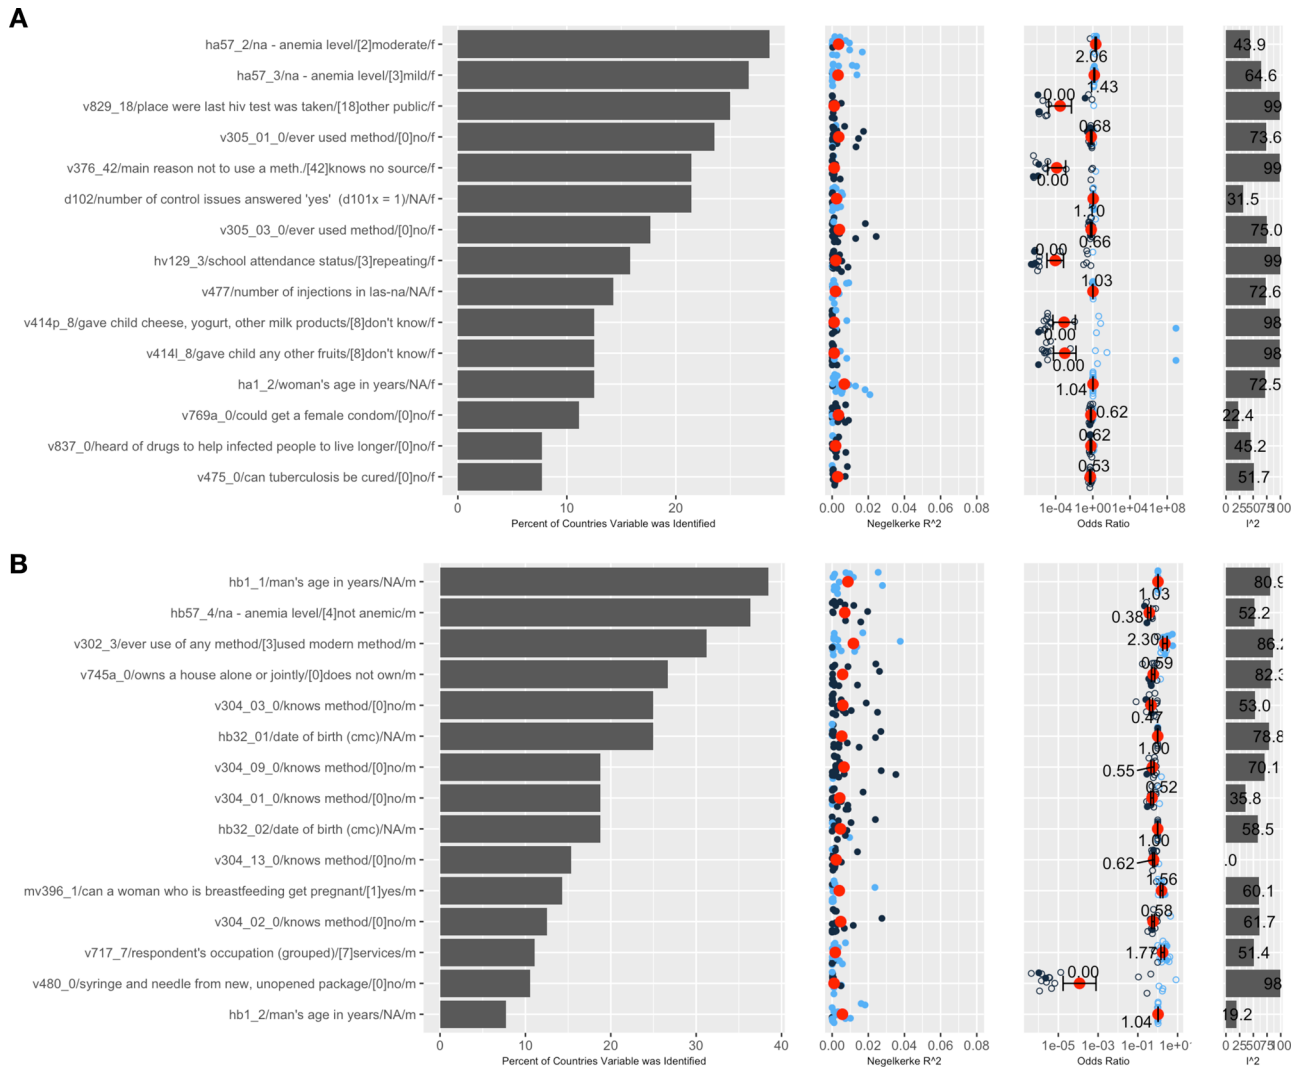 A
ha57_2/na - anemia level/[2]moderate/f
2.06
43.9
ha57_3/na - anemia level/[3]mild/f
1.43
64.6
v829_18/place were last hiv test was taken/[18]other public/f
0.00
99
v305_01_0/ever used method/[0]no/f
0.68
73.6
v376_42/main reason not to use a meth./[42]knows no source/f
0.00
99
d102/number of control issues answered 'yes' (d101x = 1)/NA/f
1.10
31.5
v305_03_0/ever used method/[0]no/f
0.66
75.0
hv129_3/school attendance status/[3]repeating/f
0.00
99
v477/number of injections in las-na/NA/f
1.03
72.6
v414p_8/gave child cheese, yogurt, other milk products/[8]don't know/f
0.00
98
v414l_8/gave child any other fruits/[8]don't know/f
0.00
98
ha1_2/woman's age in years/NA/f
1.04
72.5
v769a_0/could get a female condom/[0]no/f
0.62
22.4
v837_0/heard of drugs to help infected people to live longer/[0]no/f
0.62
45.2
v475_0/can tuberculosis be cured/[0]no/f
0.53
51.7
0 10 20
0.00 0.02 0.04 0.06 0.08
1e-04 1e+00 1e+04 1e+08
0 25 50 75 100
Percent of Countries Variable was Identified
Negelkerke R^2
Odds Ratio
I^2
B
hb1_1/man's age in years/NA/m
1.03
80.9
hb57_4/na - anemia level/[4]not anemic/m
0.38
52.2
v302_3/ever use of any method/[3]used modern method/m
2.30
86.2
v745a_0/owns a house alone or jointly/[0]does not own/m
0.59
82.3
v304_03_0/knows method/[0]no/m
0.47
53.0
hb32_01/date of birth (cmc)/NA/m
1.00
78.8
v304_09_0/knows method/[0]no/m
0.55
70.1
v304_01_0/knows method/[0]no/m
0.52
35.8
hb32_02/date of birth (cmc)/NA/m
1.00
58.5
v304_13_0/knows method/[0]no/m
0.62
.0
mv396_1/can a woman who is breastfeeding get pregnant/[1]yes/m
1.56
60.1
v304_02_0/knows method/[0]no/m
0.58
61.7
v717_7/respondent's occupation (grouped)/[7]services/m
1.77
51.4
v480_0/syringe and needle from new, unopened package/[0]no/m
0.00
98
hb1_2/man's age in years/NA/m
1.04
19.2
0 10 20 30 40
0.00 0.02 0.04 0.06 0.08
1e-05 1e-03 1e-01 1e+0
0 25 50 75 100
Percent of Countries Variable was Identified
Negelkerke R^2
Odds Ratio
I^2